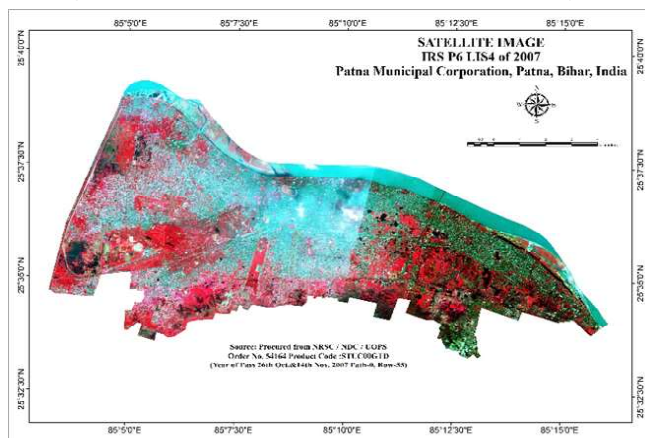 85°5'0"E 85°7'30"E 85°10'0"E 85°12'30"E 85°15'0"E
SATELLITE IMAGE
IRS P6 LIS4 of 2007
Patna Municipal Corporation, Patna, Bihar, India
N
W E
S
25°40'0"N 25°40'0"N
25°37'30"N 25°37'30"N
25°35'0"N 25°35'0"N
25°32'30"N 25°32'30"N
Source: Procured from NRSC / NDC / UOPS
Order No. 54164 Product Code :STUC00GTD
(Year of Pass 26th Oct.&14th Nov, 2007 Path-0, Row-55)
85°5'0"E 85°7'30"E 85°10'0"E 85°12'30"E 85°15'0"E